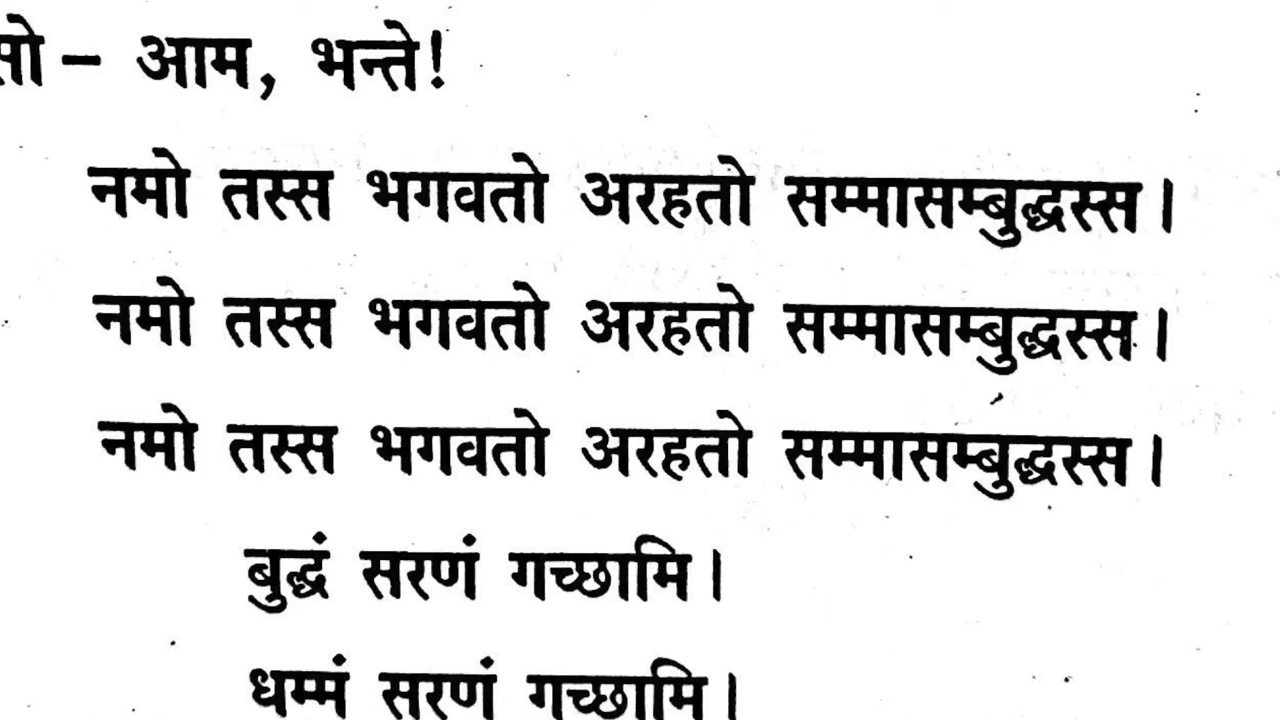 सो – आम, भन्ते!
नमो तस्स भगवतो अरहतो सम्मासम्बुद्धस्स।
नमो तस्स भगवतो अरहतो सम्मासम्बुद्धस्स।
नमो तस्स भगवतो अरहतो सम्मासम्बुद्धस्स।
बुद्धं सरणं गच्छामि।
धम्मं सरणं गच्छामि।